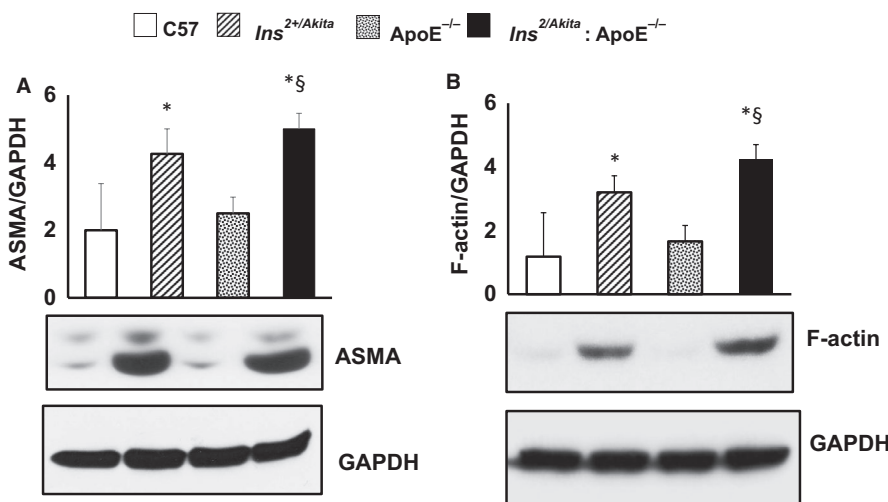 C57 Ins2+/Akita ApoE−/− Ins2/Akita : ApoE−/−
A
*
*§
6
4
2
0
ASMA/GAPDH
ASMA
GAPDH
B
*
*§
6
4
2
0
F-actin/GAPDH
F-actin
GAPDH